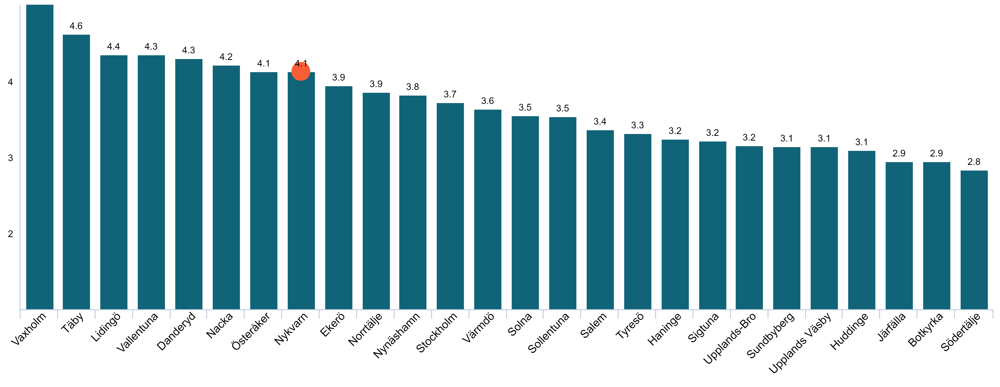 4.6
4.4
4.3
4.3
4.2
4.1
4.1
3.9
3.9
3.8
3.7
3.6
3.5
3.5
3.4
3.3
3.2
3.2
3.2
3.1
3.1
3.1
2.9
2.9
2.8
4
3
2
Vaxholm
Täby
Lidingö
Vallentuna
Danderyd
Nacka
Österåker
Nykvarn
Ekerö
Norrtälje
Nynäshamn
Stockholm
Värmdö
Solna
Sollentuna
Salem
Tyresö
Haninge
Sigtuna
Upplands-Bro
Sundbyberg
Upplands Väsby
Huddinge
Järfälla
Botkyrka
Södertälje